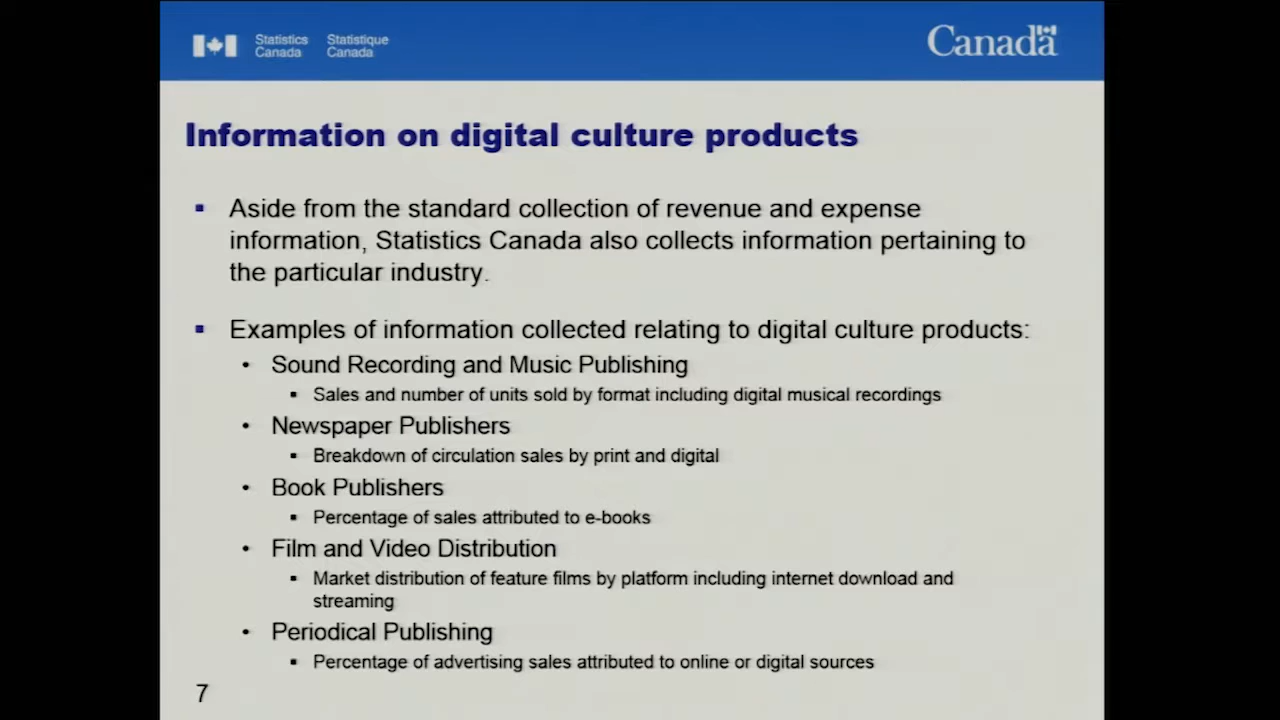 Statistics Canada
Statistique Canada
Canada
Information on digital culture products
▪ Aside from the standard collection of revenue and expense
information, Statistics Canada also collects information pertaining to
the particular industry.
▪ Examples of information collected relating to digital culture products:
• Sound Recording and Music Publishing
▪ Sales and number of units sold by format including digital musical recordings
• Newspaper Publishers
▪ Breakdown of circulation sales by print and digital
• Book Publishers
▪ Percentage of sales attributed to e-books
• Film and Video Distribution
▪ Market distribution of feature films by platform including internet download and
streaming
• Periodical Publishing
▪ Percentage of advertising sales attributed to online or digital sources
7